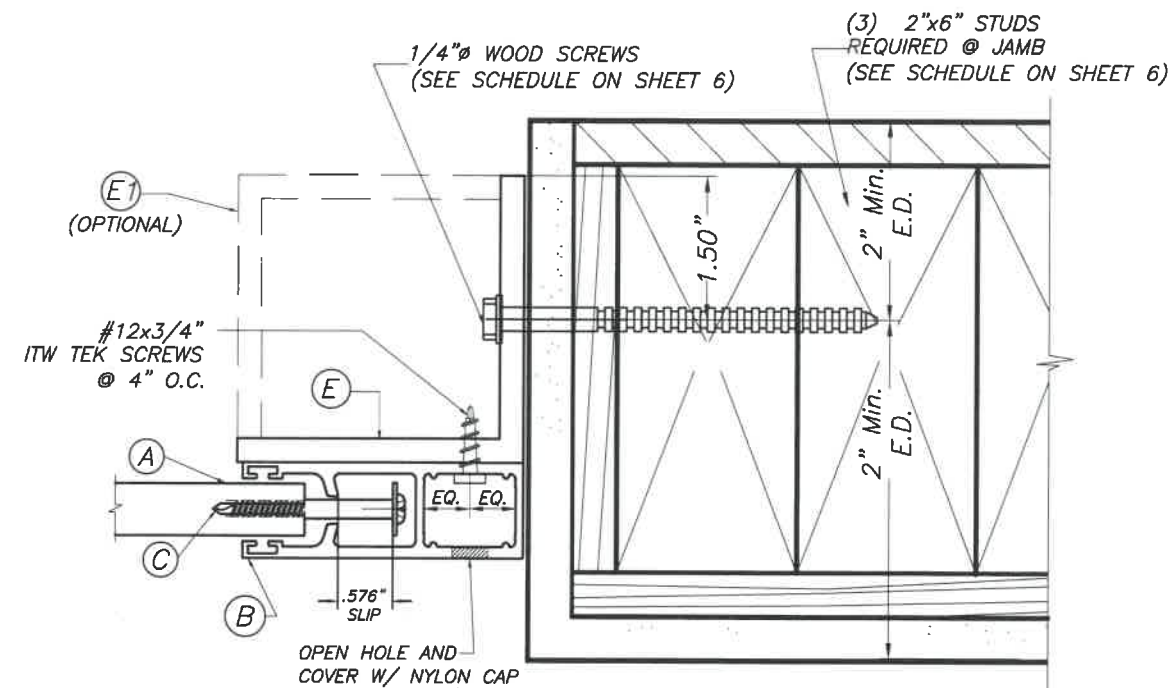 (3) 2"x6" STUDS
REQUIRED @ JAMB
(SEE SCHEDULE ON SHEET 6)
1/4"ø WOOD SCREWS
(SEE SCHEDULE ON SHEET 6)
E1
(OPTIONAL)
2" Min.
E.D.
1.50"
#12x3/4"
ITW TEK SCREWS
@ 4" O.C.
E
2" Min.
E.D.
A
EQ. EQ.
C
B
.576"
SLIP
OPEN HOLE AND
COVER W/ NYLON CAP